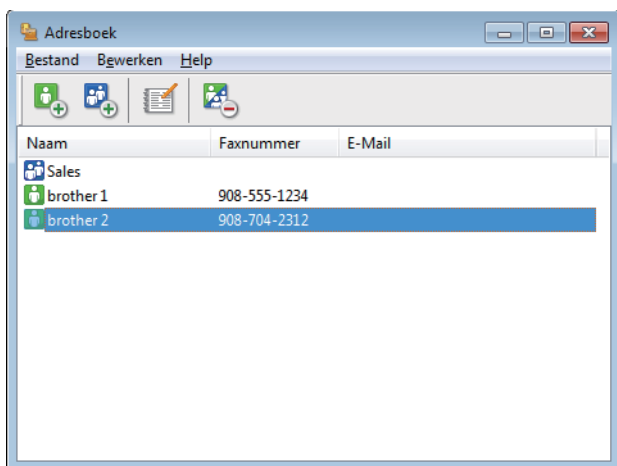 Adresboek
Bestand Bewerken Help
Naam Faxnummer E-Mail
Sales
brother 1 908-555-1234
brother 2 908-704-2312